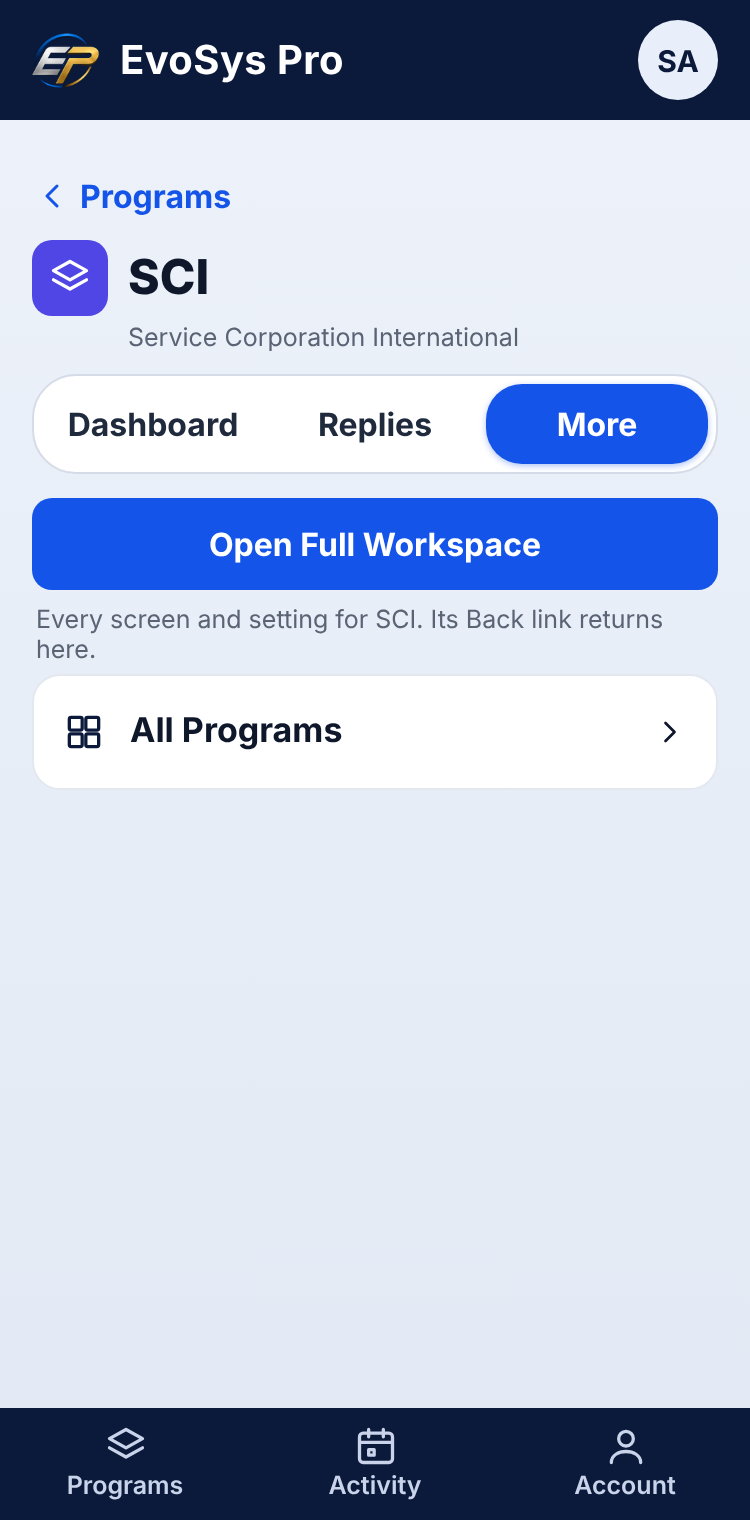 EP
EvoSys Pro
SA
Programs
SCI
Service Corporation International
Dashboard
Replies
More
Open Full Workspace
Every screen and setting for SCI. Its Back link returns
here.
All Programs
Programs
Activity
Account